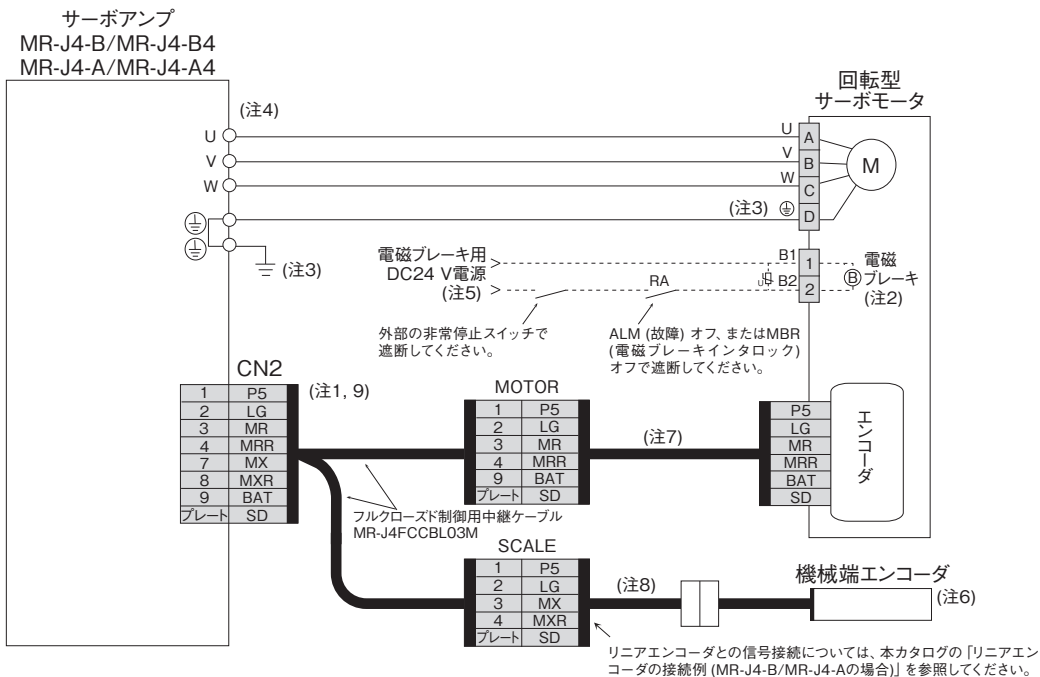 サーボアンプ
MR-J4-B/MR-J4-B4
MR-J4-A/MR-J4-A4
回転型
サーボモータ
(注4)
U
V
W
U
V
W
A
B
C
D
M
(注3)
(注3)
電磁ブレーキ用
DC24 V電源
(注5)
RA
B1
B2
1
2
U
B
電磁
ブレーキ
(注2)
外部の非常停止スイッチで
遮断してください。
ALM (故障) オフ、またはMBR
(電磁ブレーキインタロック)
オフで遮断してください。
CN2
(注1, 9)
1 P5
2 LG
3 MR
4 MRR
7 MX
8 MXR
9 BAT
プレート SD
MOTOR
1 P5
2 LG
3 MR
4 MRR
9 BAT
プレート SD
(注7)
P5
LG
MR
MRR
BAT
SD
エンコーダ
フルクローズド制御用中継ケーブル
MR-J4FCCBL03M
SCALE
1 P5
2 LG
3 MX
4 MXR
プレート SD
(注8)
機械端エンコーダ
(注6)
リニアエンコーダとの信号接続については、本カタログの「リニアエン
コーダの接続例 (MR-J4-B/MR-J4-Aの場合)」を参照してください。